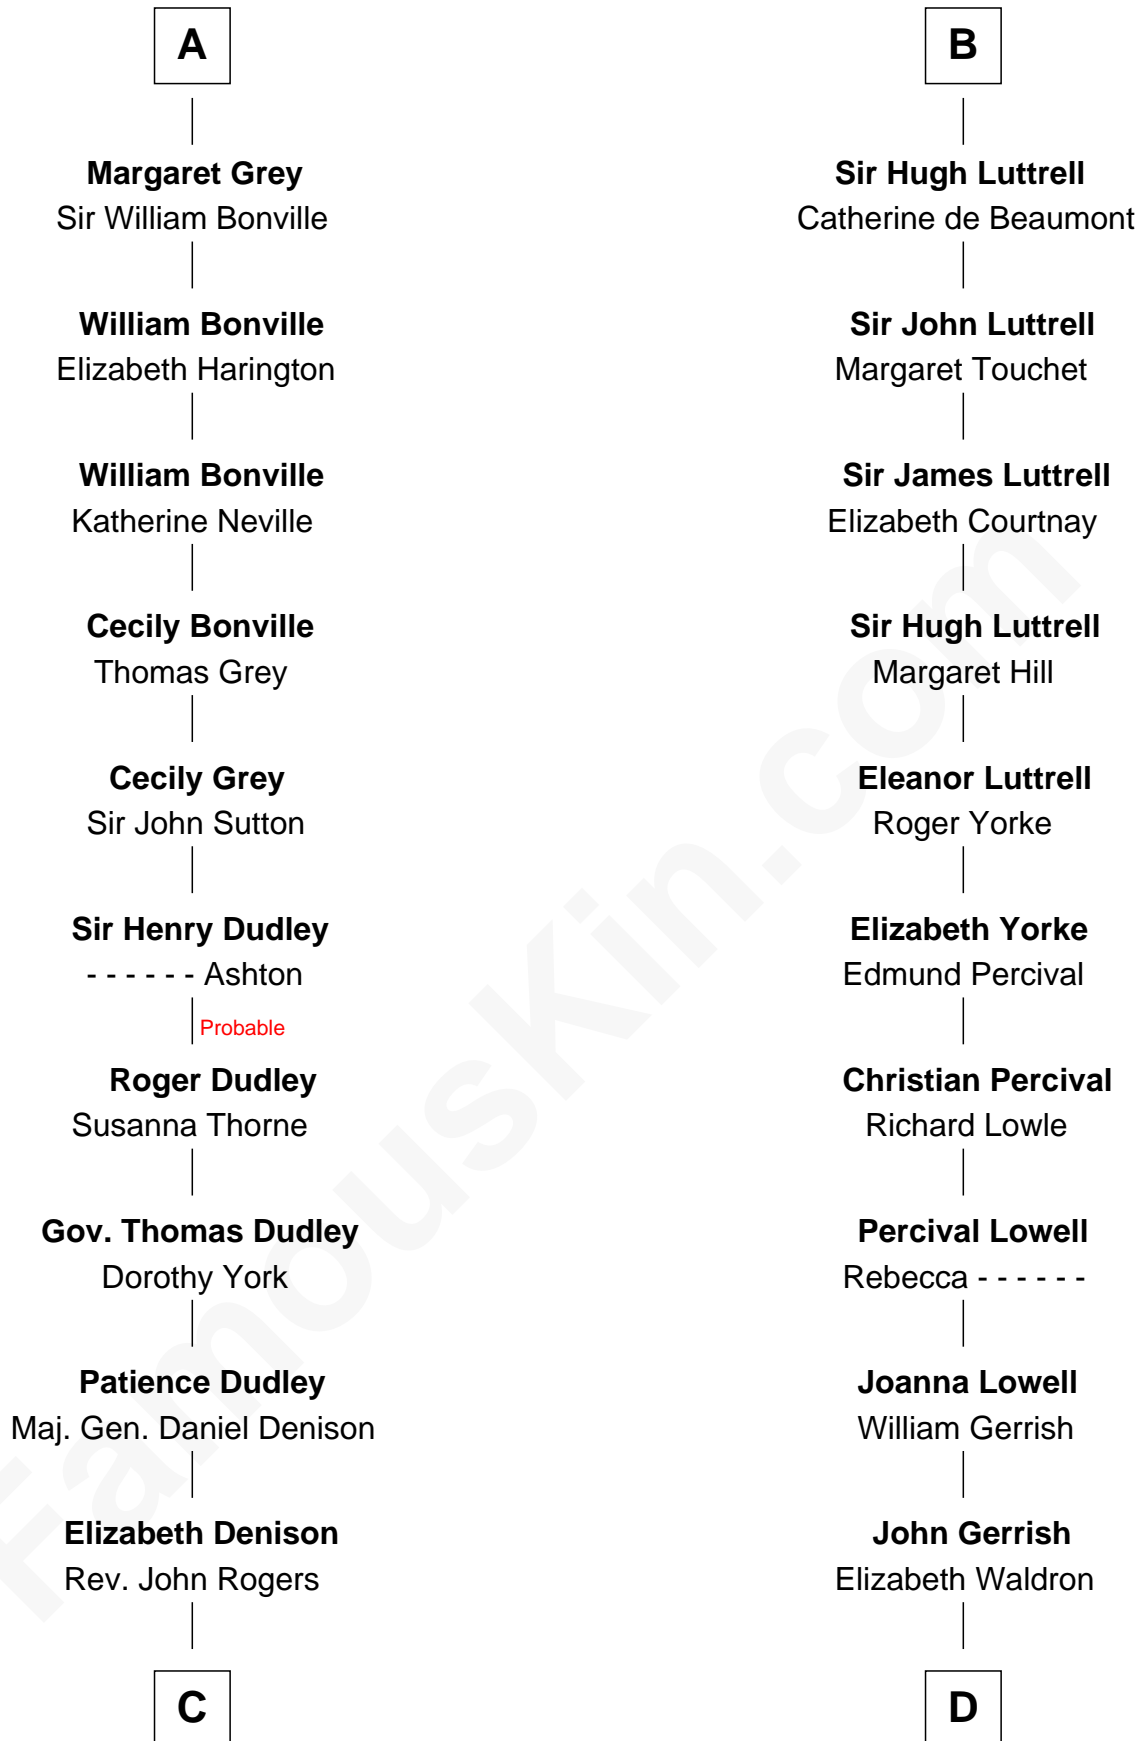 A
Margaret Grey
Sir William Bonville
William Bonville
Elizabeth Harington
William Bonville
Katherine Neville
Cecily Bonville
Thomas Grey
Cecily Grey
Sir John Sutton
Sir Henry Dudley
- - - - - - Ashton
Probable
Roger Dudley
Susanna Thorne
Gov. Thomas Dudley
Dorothy York
Patience Dudley
Maj. Gen. Daniel Denison
Elizabeth Denison
Rev. John Rogers
C
B
Sir Hugh Luttrell
Catherine de Beaumont
Sir John Luttrell
Margaret Touchet
Sir James Luttrell
Elizabeth Courtnay
Sir Hugh Luttrell
Margaret Hill
Eleanor Luttrell
Roger Yorke
Elizabeth Yorke
Edmund Percival
Christian Percival
Richard Lowle
Percival Lowell
Rebecca - - - - - -
Joanna Lowell
William Gerrish
John Gerrish
Elizabeth Waldron
D
FamousKin.com